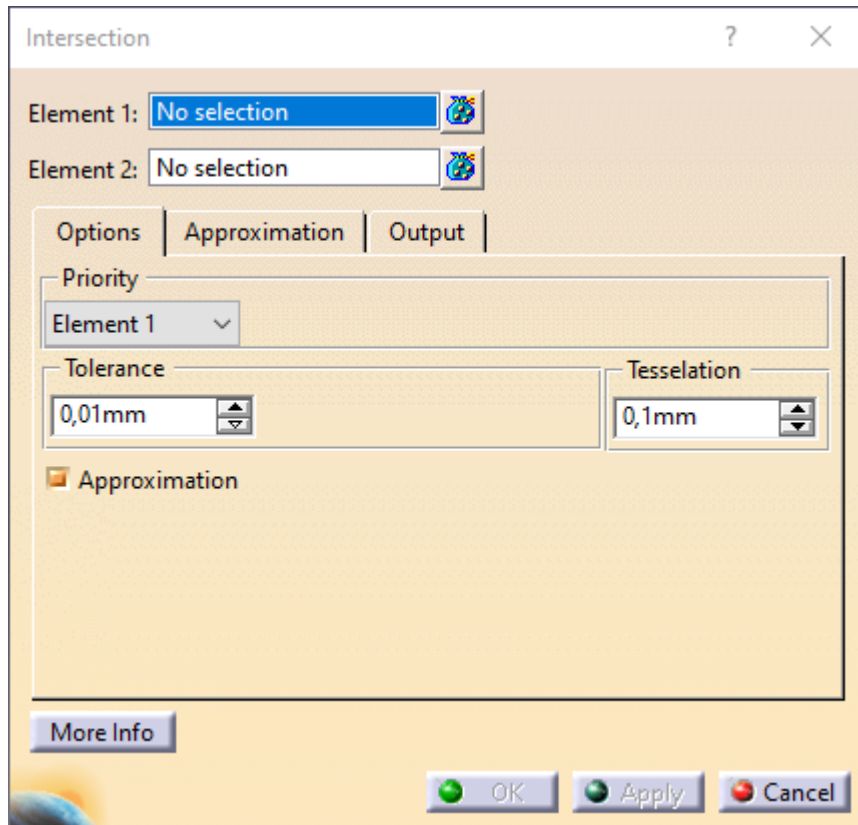 Intersection ?
Element 1: No selection
Element 2: No selection
Options Approximation Output
Priority
Element 1
Tolerance Tesselation
0,01mm 0,1mm
Approximation
More Info
OK Apply Cancel